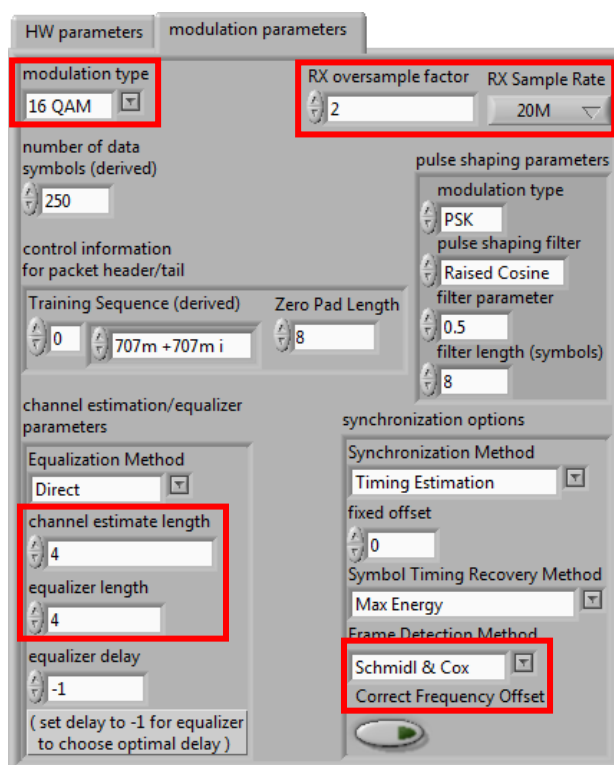 HW parameters
modulation parameters
modulation type
16 QAM
RX oversample factor
2
RX Sample Rate
20M
number of data
symbols (derived)
250
pulse shaping parameters
modulation type
PSK
pulse shaping filter
Raised Cosine
filter parameter
0.5
filter length (symbols)
8
control information
for packet header/tail
Training Sequence (derived)
0
707m +707m i
Zero Pad Length
8
channel estimation/equalizer
parameters
Equalization Method
Direct
channel estimate length
4
equalizer length
4
equalizer delay
-1
( set delay to -1 for equalizer
to choose optimal delay )
synchronization options
Synchronization Method
Timing Estimation
fixed offset
0
Symbol Timing Recovery Method
Max Energy
Frame Detection Method
Schmidl & Cox
Correct Frequency Offset